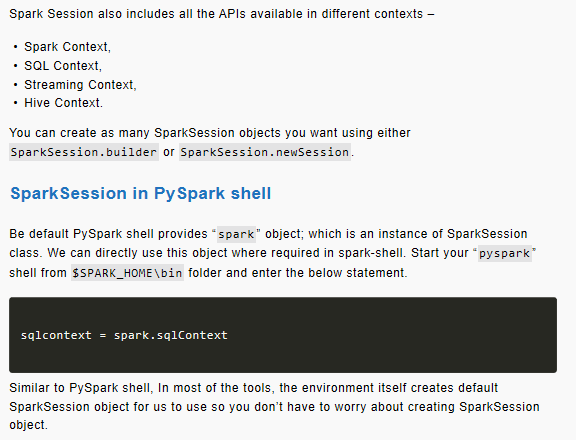 Spark Session also includes all the APIs available in different contexts –
• Spark Context,
• SQL Context,
• Streaming Context,
• Hive Context.
You can create as many SparkSession objects you want using either
SparkSession.builder or SparkSession.newSession.
SparkSession in PySpark shell
Be default PySpark shell provides “spark” object; which is an instance of SparkSession
class. We can directly use this object where required in spark-shell. Start your “pyspark”
shell from $SPARK_HOME\bin folder and enter the below statement.
sqlcontext = spark.sqlContext
Similar to PySpark shell, In most of the tools, the environment itself creates default
SparkSession object for us to use so you don’t have to worry about creating SparkSession
object.